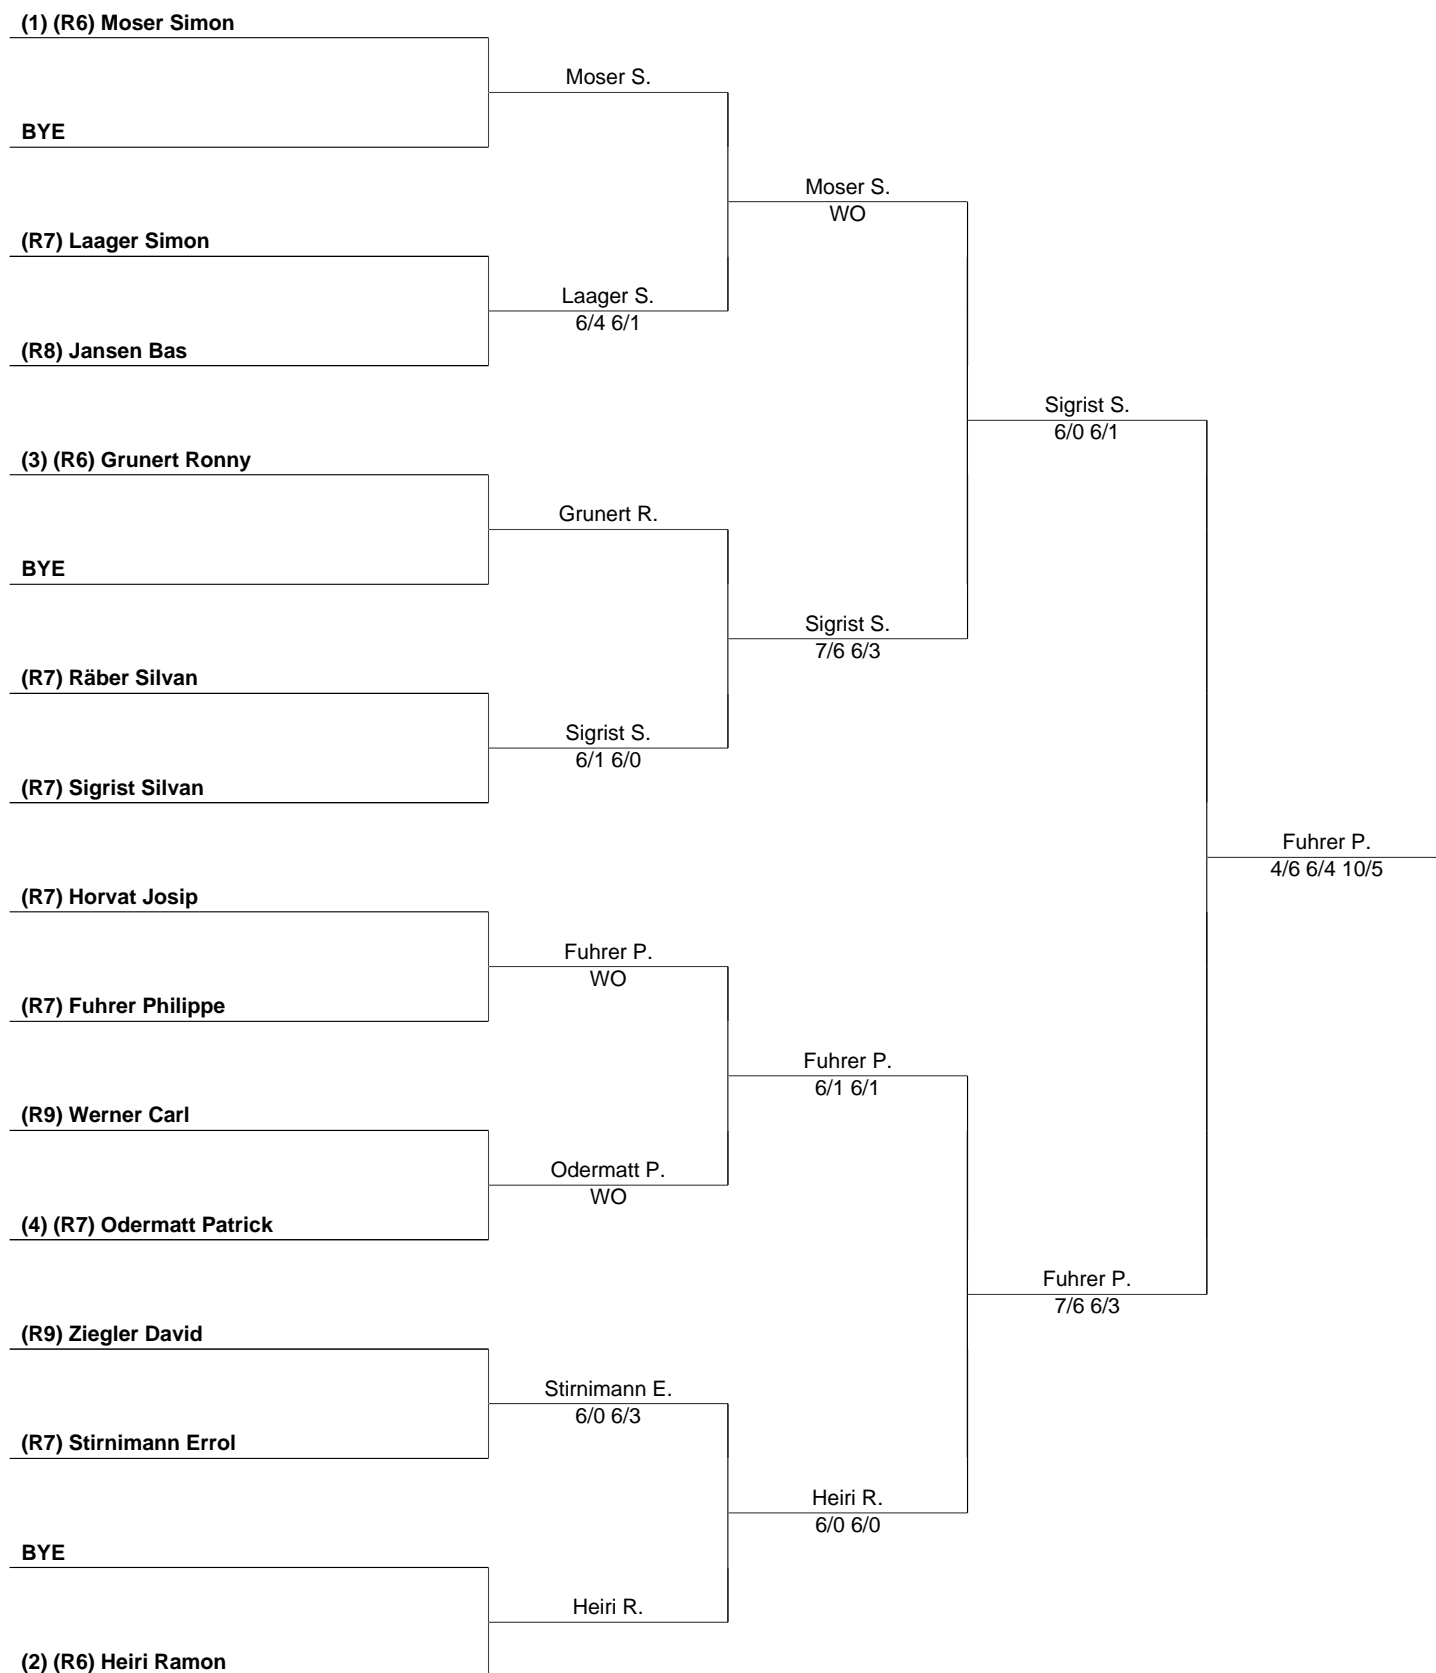 (1) (R6) Moser Simon
Moser S.
BYE
Moser S.
WO
(R7) Laager Simon
Laager S.
6/4 6/1
(R8) Jansen Bas
Sigrist S.
6/0 6/1
(3) (R6) Grunert Ronny
Grunert R.
BYE
Sigrist S.
7/6 6/3
(R7) Räber Silvan
Sigrist S.
6/1 6/0
(R7) Sigrist Silvan
Fuhrer P.
4/6 6/4 10/5
(R7) Horvat Josip
Fuhrer P.
WO
(R7) Fuhrer Philippe
Fuhrer P.
6/1 6/1
(R9) Werner Carl
Odermatt P.
WO
(4) (R7) Odermatt Patrick
Fuhrer P.
7/6 6/3
(R9) Ziegler David
Stirnimann E.
6/0 6/3
(R7) Stirnimann Errol
Heiri R.
6/0 6/0
BYE
Heiri R.
(2) (R6) Heiri Ramon